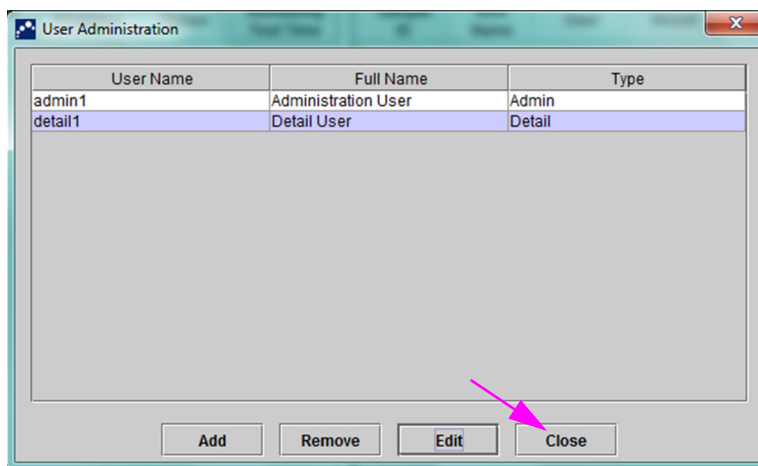 User Administration
User Name Full Name Type
admin1 Administration User Admin
detail1 Detail User Detail
Add Remove Edit Close